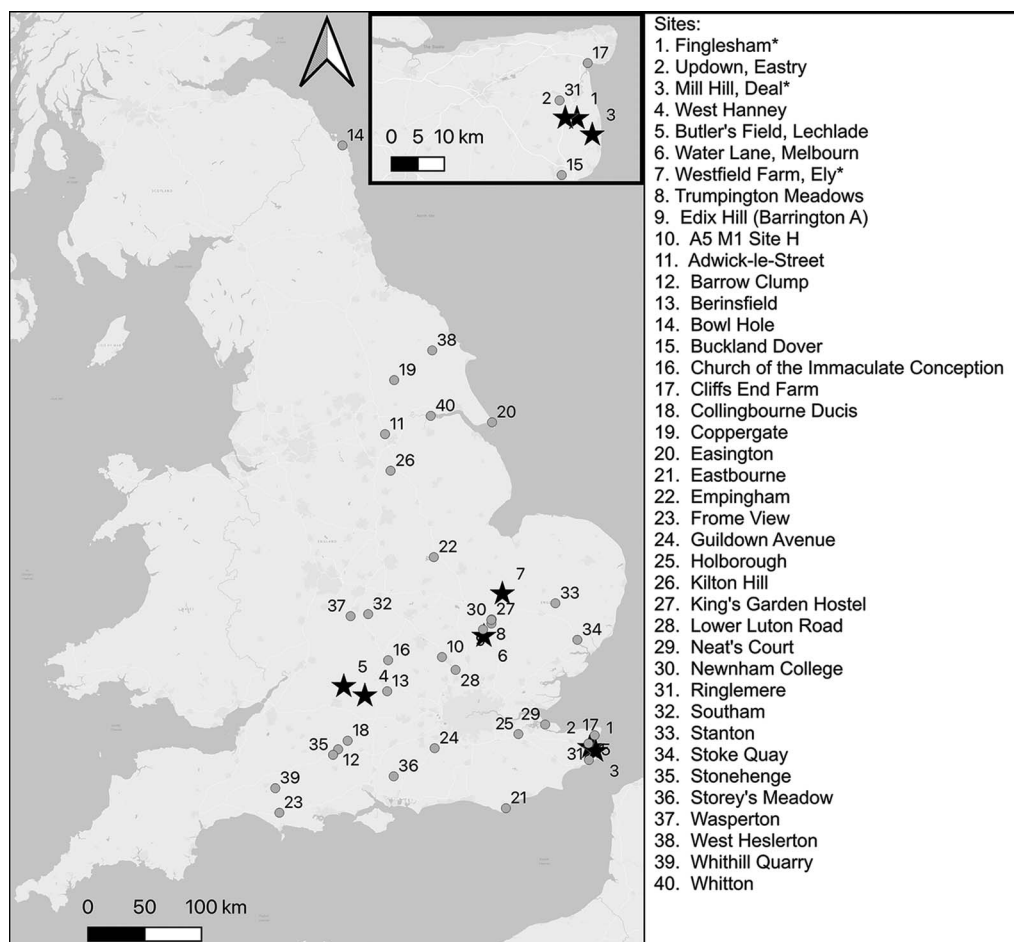 Sites:
1. Finglesham*
2. Updown, Eastry
3. Mill Hill, Deal*
4. West Hanney
5. Butler's Field, Lechlade
6. Water Lane, Melbourn
7. Westfield Farm, Ely*
8. Trumpington Meadows
9. Edix Hill (Barrington A)
10. A5 M1 Site H
11. Adwick-le-Street
12. Barrow Clump
13. Berinsfield
14. Bowl Hole
15. Buckland Dover
16. Church of the Immaculate Conception
17. Cliffs End Farm
18. Collingbourne Ducis
19. Coppergate
20. Easington
21. Eastbourne
22. Empingham
23. Frome View
24. Guildown Avenue
25. Holborough
26. Kilton Hill
27. King's Garden Hostel
28. Lower Luton Road
29. Neat's Court
30. Newnham College
31. Ringlemere
32. Southam
33. Stanton
34. Stoke Quay
35. Stonehenge
36. Storey's Meadow
37. Wasperton
38. West Heslerton
39. Whithill Quarry
40. Whitton
17
31
2 1
3
0 5 10 km
15
14
38
19
40 20
11
26
22
7
33
37 32 30 27
8
34
6
16 10
28
5
4 13
29
25 2 17 1
18
35 24 31
12 3
36
39
23 21
0 50 100 km